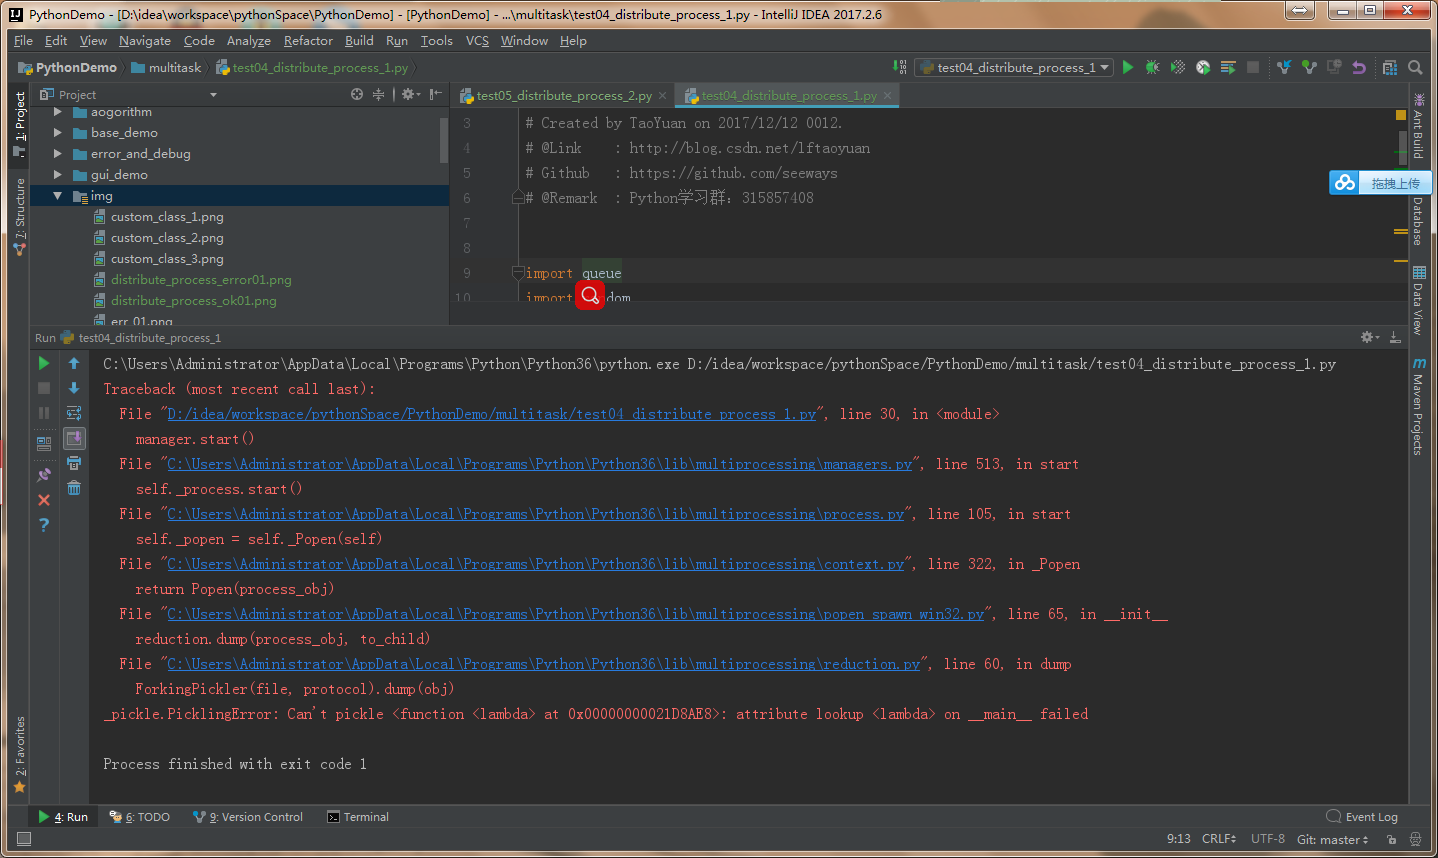 PythonDemo - [D:\idea\workspace\pythonSpace\PythonDemo] - [PythonDemo] - ...\multitask\test04_distribute_process_1.py - IntelliJ IDEA 2017.2.6
File Edit View Navigate Code Analyze Refactor Build Run Tools VCS Window Help
PythonDemo multitask test04_distribute_process_1.py
test04_distribute_process_1
Project
test05_distribute_process_2.py test04_distribute_process_1.py
1: Project
7: Structure
2: Favorites
aogorithm
base_demo
error_and_debug
gui_demo
img
custom_class_1.png
custom_class_2.png
custom_class_3.png
distribute_process_error01.png
distribute_process_ok01.png
err_01.png
3 # Created by TaoYuan on 2017/12/12 0012.
4 # @Link    : http://blog.csdn.net/lftaoyuan
5 # Github   : https://github.com/seeways
6 # @Remark  : Python学习群：315857408
7
8
9 import queue
10 import dom
Ant Build
拖拽上传
Database
Data View
Maven Projects
Run test04_distribute_process_1
C:\Users\Administrator\AppData\Local\Programs\Python\Python36\python.exe D:/idea/workspace/pythonSpace/PythonDemo/multitask/test04_distribute_process_1.py
Traceback (most recent call last):
  File "D:/idea/workspace/pythonSpace/PythonDemo/multitask/test04_distribute_process_1.py", line 30, in <module>
    manager.start()
  File "C:\Users\Administrator\AppData\Local\Programs\Python\Python36\lib\multiprocessing\managers.py", line 513, in start
    self._process.start()
  File "C:\Users\Administrator\AppData\Local\Programs\Python\Python36\lib\multiprocessing\process.py", line 105, in start
    self._popen = self._Popen(self)
  File "C:\Users\Administrator\AppData\Local\Programs\Python\Python36\lib\multiprocessing\context.py", line 322, in _Popen
    return Popen(process_obj)
  File "C:\Users\Administrator\AppData\Local\Programs\Python\Python36\lib\multiprocessing\popen_spawn_win32.py", line 65, in __init__
    reduction.dump(process_obj, to_child)
  File "C:\Users\Administrator\AppData\Local\Programs\Python\Python36\lib\multiprocessing\reduction.py", line 60, in dump
    ForkingPickler(file, protocol).dump(obj)
_pickle.PicklingError: Can't pickle <function <lambda> at 0x00000000021D8AE8>: attribute lookup <lambda> on __main__ failed
Process finished with exit code 1
4: Run 6: TODO 9: Version Control Terminal Event Log
9:13 CRLF UTF-8 Git: master